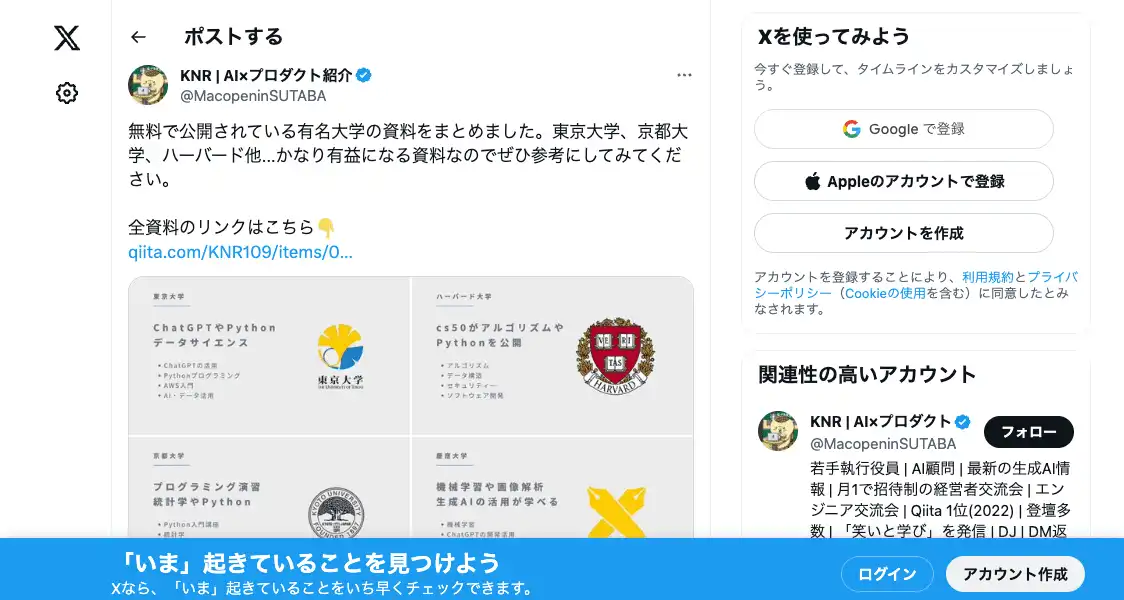 ポストする
KNR | AI×プロダクト紹介
@MacopeninSUTABA
無料で公開されている有名大学の資料をまとめました。東京大学、京都大
学、ハーバード他...かなり有益になる資料なのでぜひ参考にしてみてくだ
さい。
全資料のリンクはこちら👇
qiita.com/KNR109/items/0...
東京大学
ChatGPTやPython
データサイエンス
• ChatGPTの活用
• Pythonプログラミング
• AWS入門
• AI・データ活用
東京大学
ハーバード大学
cs50がアルゴリズムや
Pythonを公開
• アルゴリズム
• データ構造
• セキュリティー
• ソフトウェア開発
VE RI
TAS
HARVARD
京都大学
プログラミング演習
統計学やPython
• Python入門講座
• 統計学
KYOTO UNIVERSITY
FOUNDED 1897
慶應大学
機械学習や画像解析
生成AIの活用が学べる
• 機械学習
• ChatGPTの開発活用
Xを使ってみよう
今すぐ登録して、タイムラインをカスタマイズしましょ
う。
Google で登録
Appleのアカウントで登録
アカウントを作成
アカウントを登録することにより、利用規約とプライバ
シーポリシー（Cookieの使用を含む）に同意したとみ
なされます。
関連性の高いアカウント
KNR | AI×プロダクト
@MacopeninSUTABA
フォロー
若手執行役員 | AI顧問 | 最新の生成AI情
報 | 月1で招待制の経営者交流会 | エン
ジニア交流会 | Qiita 1位(2022) | 登壇多
数 | 「笑いと学び」を発信 | DJ | DM返
「いま」起きていることを見つけよう
Xなら、「いま」起きていることをいち早くチェックできます。
ログイン
アカウント作成